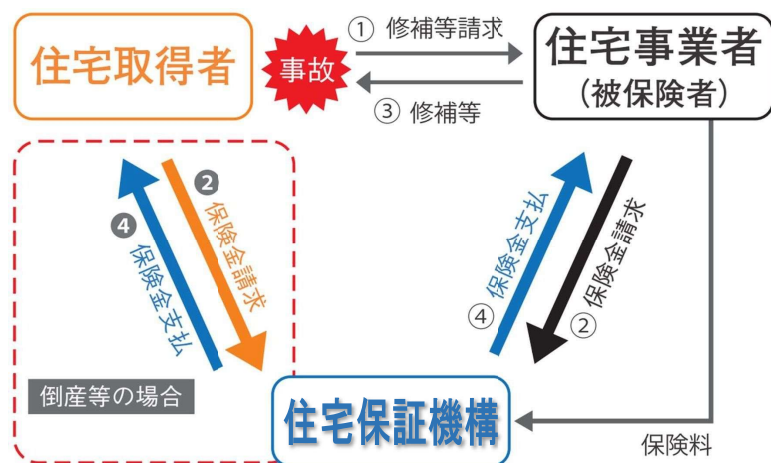 住宅取得者
事故
① 修補等請求
③ 修補等
住宅事業者
(被保険者)
❷ 保険金請求
❹ 保険金支払
④ 保険金支払
② 保険金請求
倒産等の場合
住宅保証機構
保険料